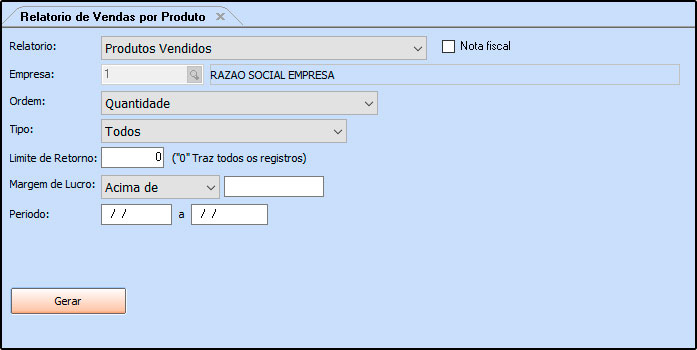 Relatorio de Vendas por Produto
Relatorio: Produtos Vendidos Nota fiscal
Empresa: 1 RAZAO SOCIAL EMPRESA
Ordem: Quantidade
Tipo: Todos
Limite de Retorno: 0 ("0" Traz todos os registros)
Margem de Lucro: Acima de
Periodo: / / a / /
Gerar